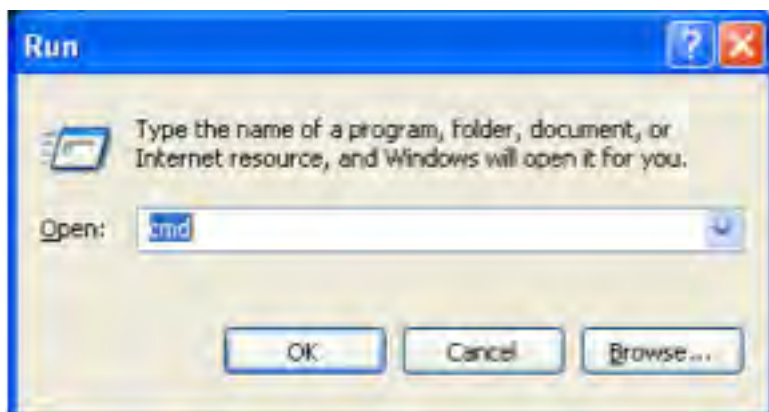 Run
Type the name of a program, folder, document, or
Internet resource, and Windows will open it for you.
Open: cmd
OK Cancel Browse...